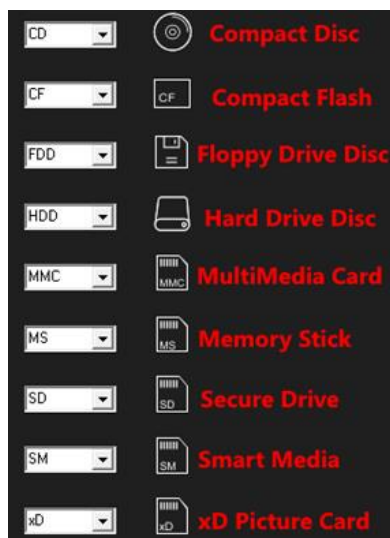 CD Compact Disc
CF CF Compact Flash
FDD Floppy Drive Disc
HDD Hard Drive Disc
MMC MMC MultiMedia Card
MS MS Memory Stick
SD SD Secure Drive
SM SM Smart Media
xD xD xD Picture Card